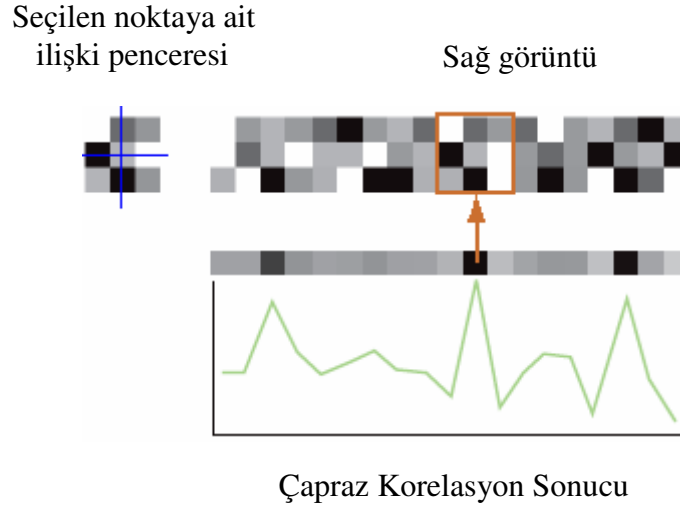 Seçilen noktaya ait
ilişki penceresi
Sağ görüntü
Çapraz Korelasyon Sonucu